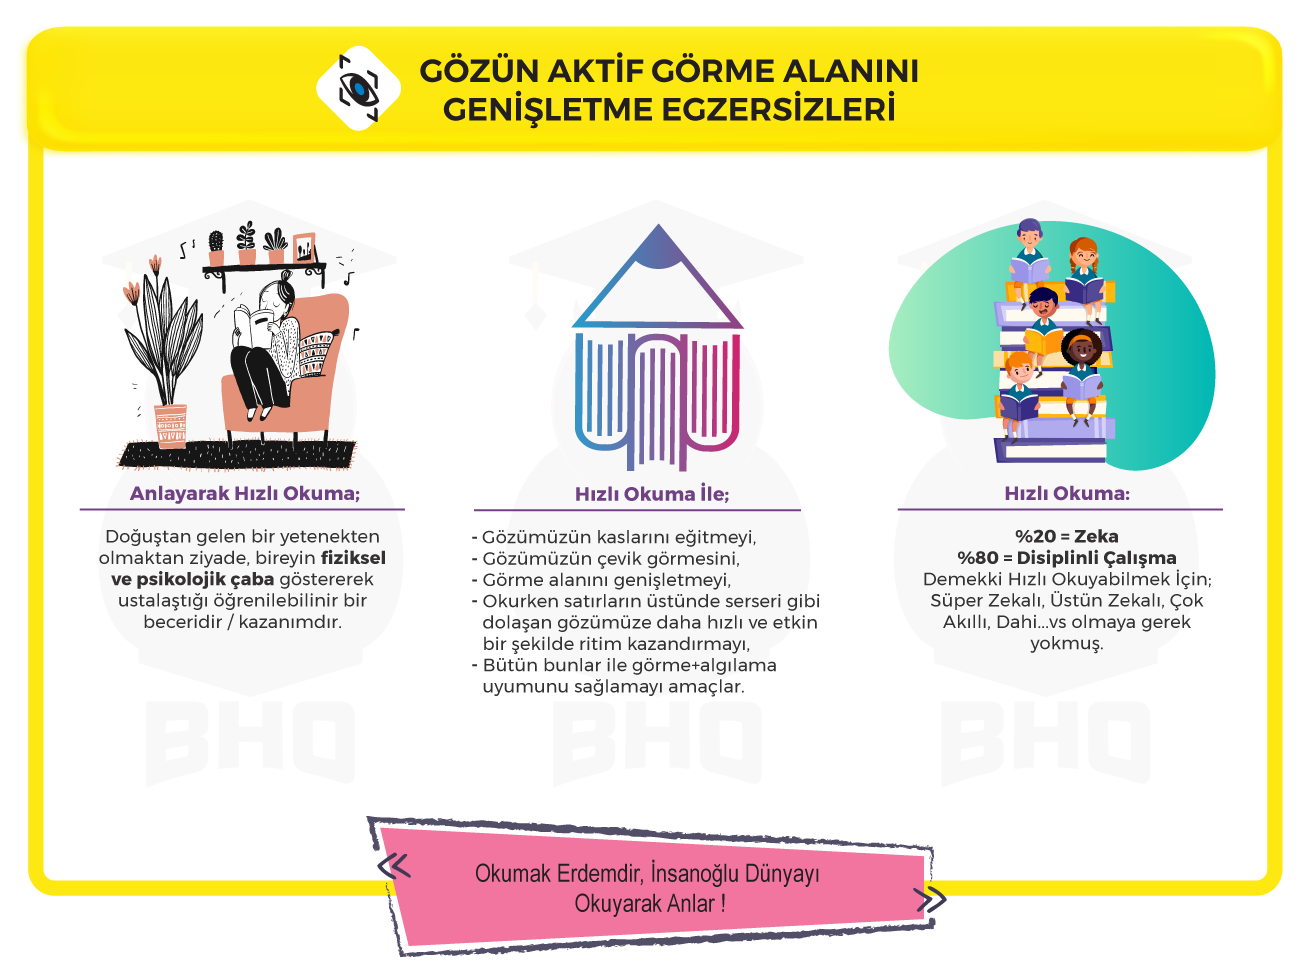 GÖZÜN AKTİF GÖRME ALANINI
GENİŞLETME EGZERSİZLERİ
Anlayarak Hızlı Okuma;
Doğuştan gelen bir yetenekten
olmaktan ziyade, bireyin fiziksel
ve psikolojik çaba göstererek
ustalaştığı öğrenilebilinir bir
beceridir / kazanımdır.
Hızlı Okuma İle;
- Gözümüzün kaslarını eğitmeyi,
- Gözümüzün çevik görmesini,
- Görme alanını genişletmeyi,
- Okurken satırların üstünde serseri gibi
dolaşan gözümüze daha hızlı ve etkin
bir şekilde ritim kazandırmayı,
- Bütün bunlar ile görme+algılama
uyumunu sağlamayı amaçlar.
Hızlı Okuma:
%20 = Zeka
%80 = Disiplinli Çalışma
Demekki Hızlı Okuyabilmek İçin;
Süper Zekalı, Üstün Zekalı, Çok
Akıllı, Dahi...vs olmaya gerek
yokmuş.
BHO
BHO
BHO
Okumak Erdemdir, İnsanoğlu Dünyayı
Okuyarak Anlar !